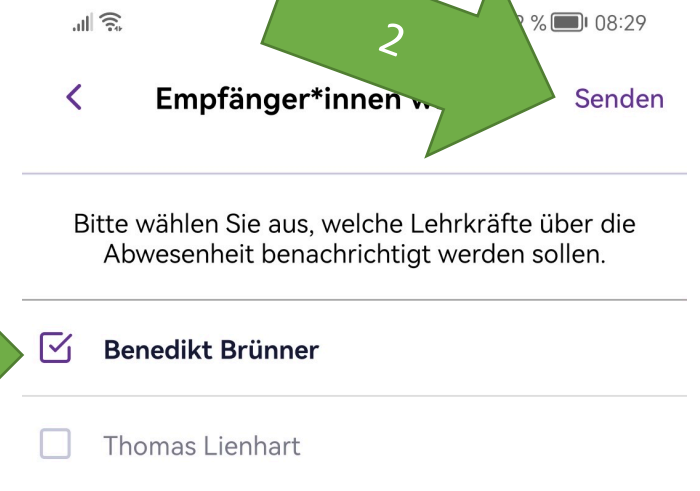 2
% 08:29
Empfänger*innen
Senden
Bitte wählen Sie aus, welche Lehrkräfte über die
Abwesenheit benachrichtigt werden sollen.
Benedikt Brünner
Thomas Lienhart